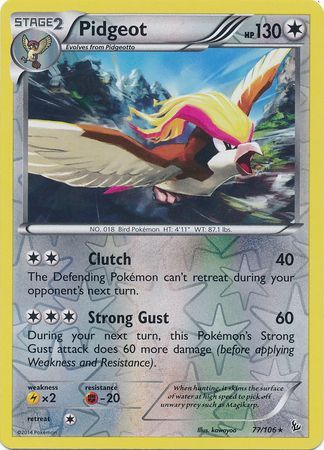 STAGE2
Pidgeot
HP130
Evolves from Pidgeotto
NO. 018 Bird Pokémon HT: 4'11" WT: 87.1 lbs.
Clutch 40
The Defending Pokémon can't retreat during your
opponent's next turn.
Strong Gust 60
During your next turn, this Pokémon's Strong
Gust attack does 60 more damage (before applying
Weakness and Resistance).
weakness
×2
resistance
-20
retreat
When hunting, it skims the surface
of water at high speed to pick off
unwary prey such as Magikarp.
©2014 Pokémon
Illus. kawayoo
77/106